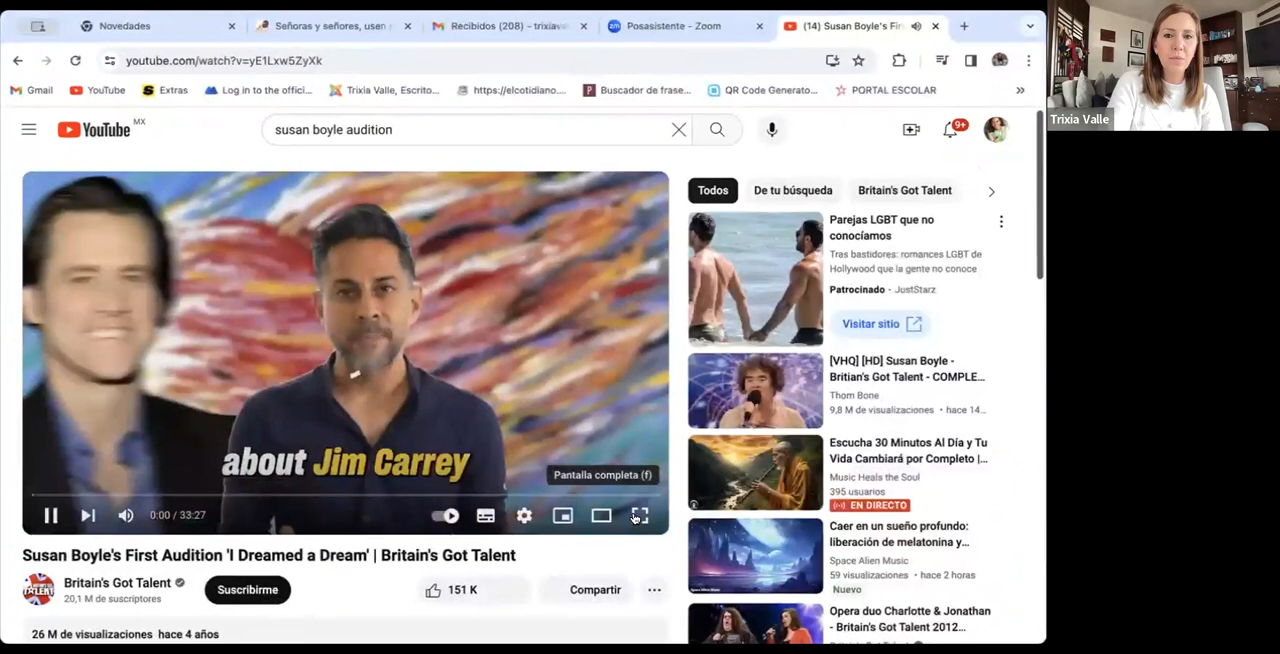 Novedades
Señoras y señores, usen
Recibidos (208) - trixiave
Posasistente - Zoom
(14) Susan Boyle's Firs
youtube.com/watch?v=yE1Lxw5ZyXk
Gmail
YouTube
Extras
Log in to the offici...
Trixia Valle, Escrito...
https://elcotidiano....
Buscador de frase...
QR Code Generato...
PORTAL ESCOLAR
Trixia Valle
YouTube MX
susan boyle audition
9+
Todos
De tu búsqueda
Britain's Got Talent
Parejas LGBT que no
conocíamos
Tras bastidores: romances LGBT de
Hollywood que la gente no conoce
Patrocinado · JustStarz
Visitar sitio
[VHQ] [HD] Susan Boyle -
Britian's Got Talent - COMPLE...
Thom Bone
9,8 M de visualizaciones • hace 14...
Escucha 30 Minutos Al Día y Tu
Vida Cambiará por Completo |...
Music Heals the Soul
395 usuarios
EN DIRECTO
Caer en un sueño profundo:
liberación de melatonina y...
Space Alien Music
59 visualizaciones • hace 2 horas
Nuevo
Opera duo Charlotte & Jonathan
- Britain's Got Talent 2012...
about Jim Carrey
Pantalla completa (f)
0:00 / 33:27
Susan Boyle's First Audition 'I Dreamed a Dream' | Britain's Got Talent
Britain's Got Talent
20,1 M de suscriptores
Suscribirme
151 K
Compartir
26 M de visualizaciones hace 4 años